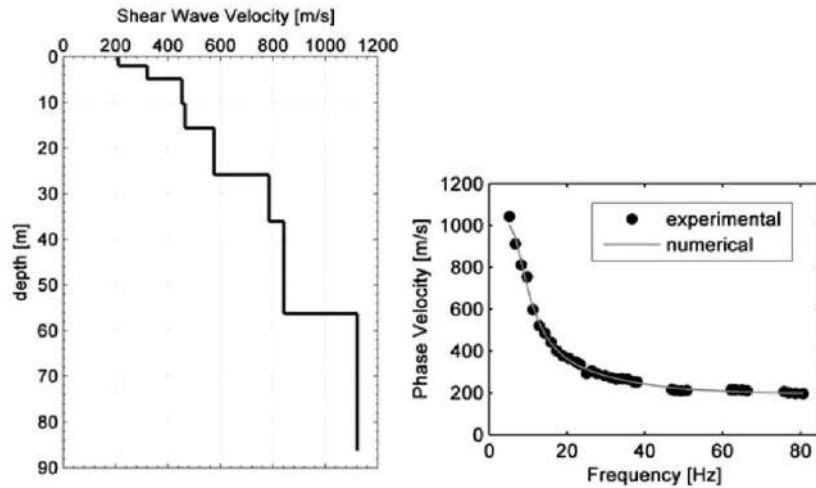 Shear Wave Velocity [m/s]
0 200 400 600 800 1000 1200
0
10
20
30
40
50
60
70
80
90
depth [m]
1200
1000
800
600
400
200
0
Phase Velocity [m/s]
experimental
numerical
0 20 40 60 80
Frequency [Hz]